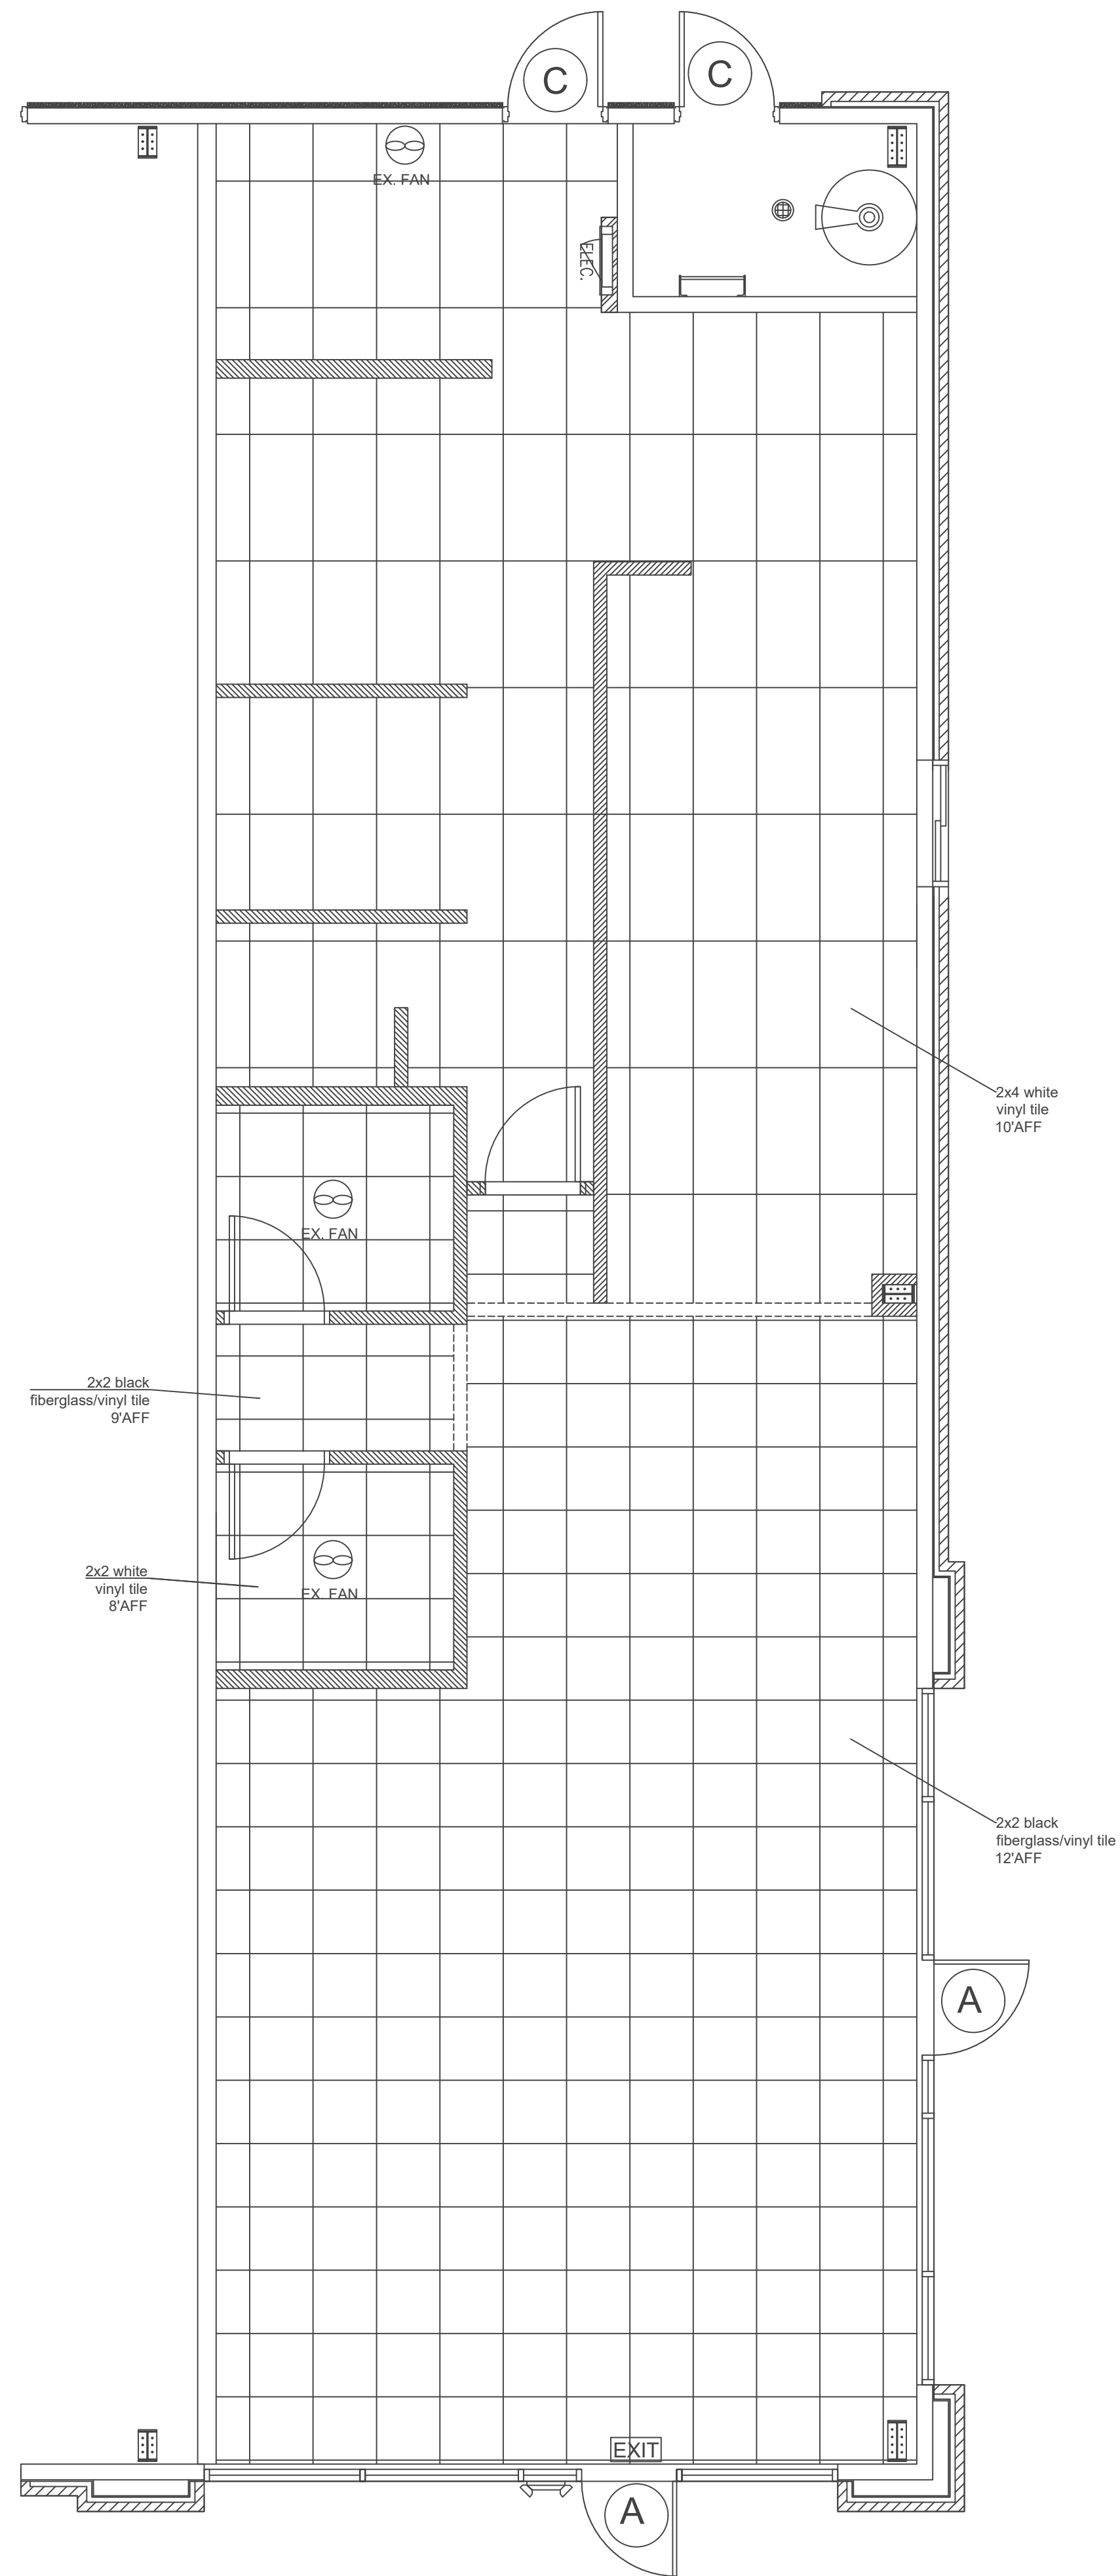 C
C
EX. FAN
ELEC.
2x4 white
vinyl tile
10'AFF
EX. FAN
2x2 black
fiberglass/vinyl tile
9'AFF
2x2 white
vinyl tile
8'AFF
EX. FAN
2x2 black
fiberglass/vinyl tile
12'AFF
A
EXIT
A